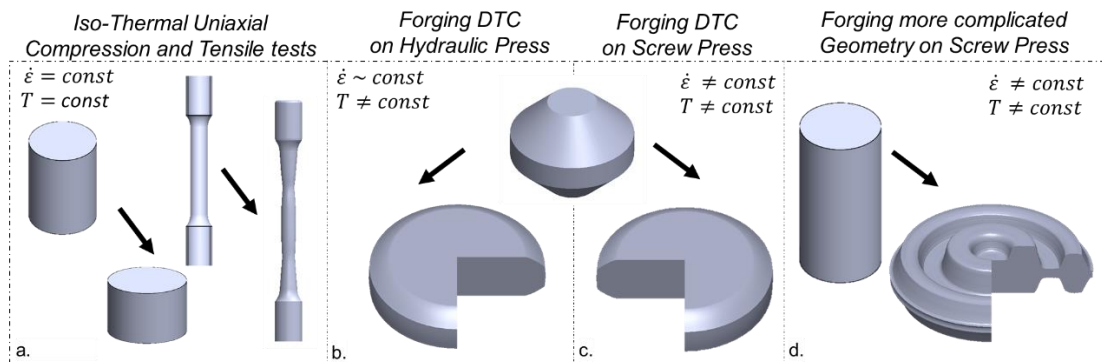 Iso-Thermal Uniaxial
Compression and Tensile tests
Forging DTC
on Hydraulic Press
Forging DTC
on Screw Press
Forging more complicated
Geometry on Screw Press
ε̇ = const
T = const
ε̇ ~ const
T ≠ const
ε̇ ≠ const
T ≠ const
ε̇ ≠ const
T ≠ const
a.
b.
c.
d.